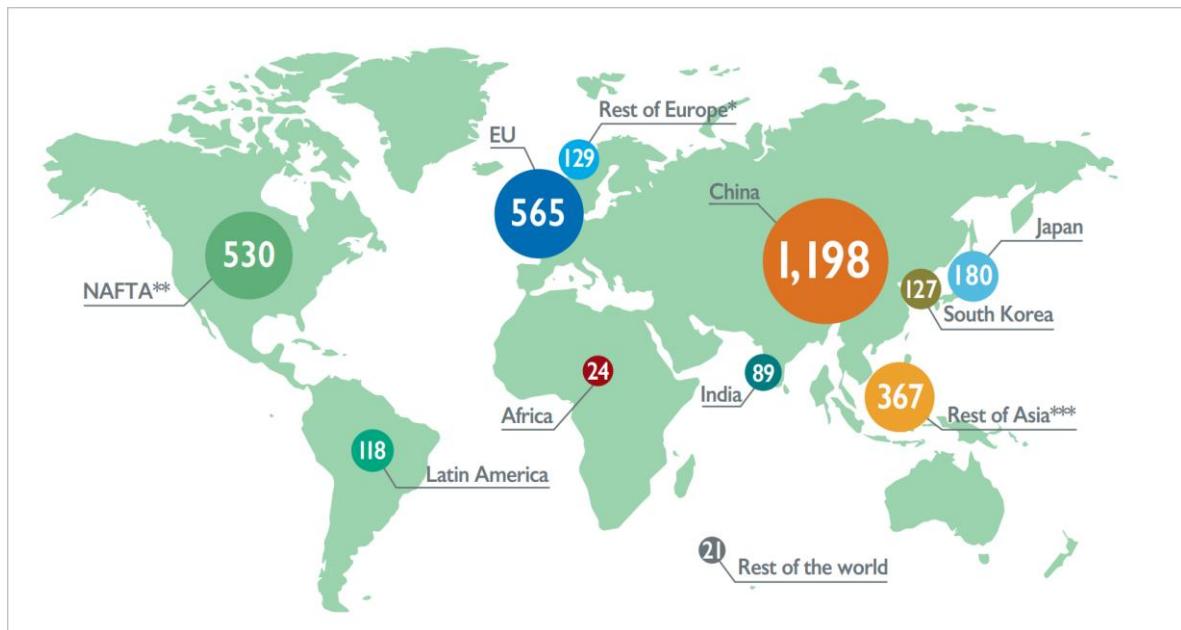 Rest of Europe*
EU
129
565
China
1,198
Japan
530
180
127
NAFTA**
South Korea
24
89
India
367
Africa
Rest of Asia***
118
Latin America
21
Rest of the world